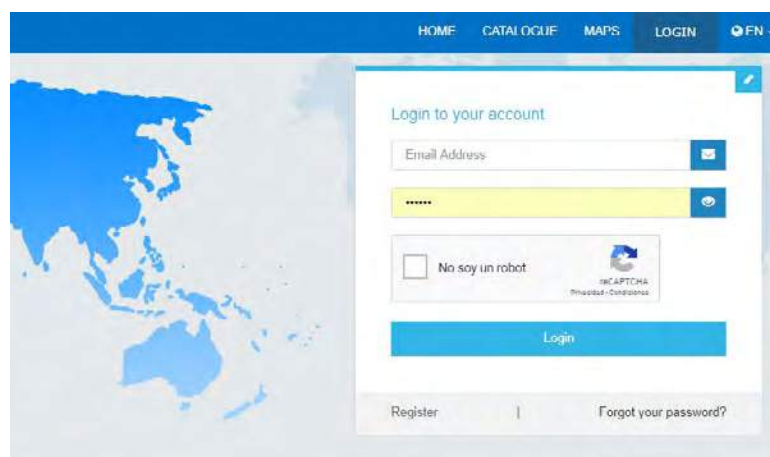 HOME CATALOGUE MAPS LOGIN EN
Login to your account
Email Address
••••••
No soy un robot
reCAPTCHA
Privacidad - Condiciones
Login
Register | Forgot your password?